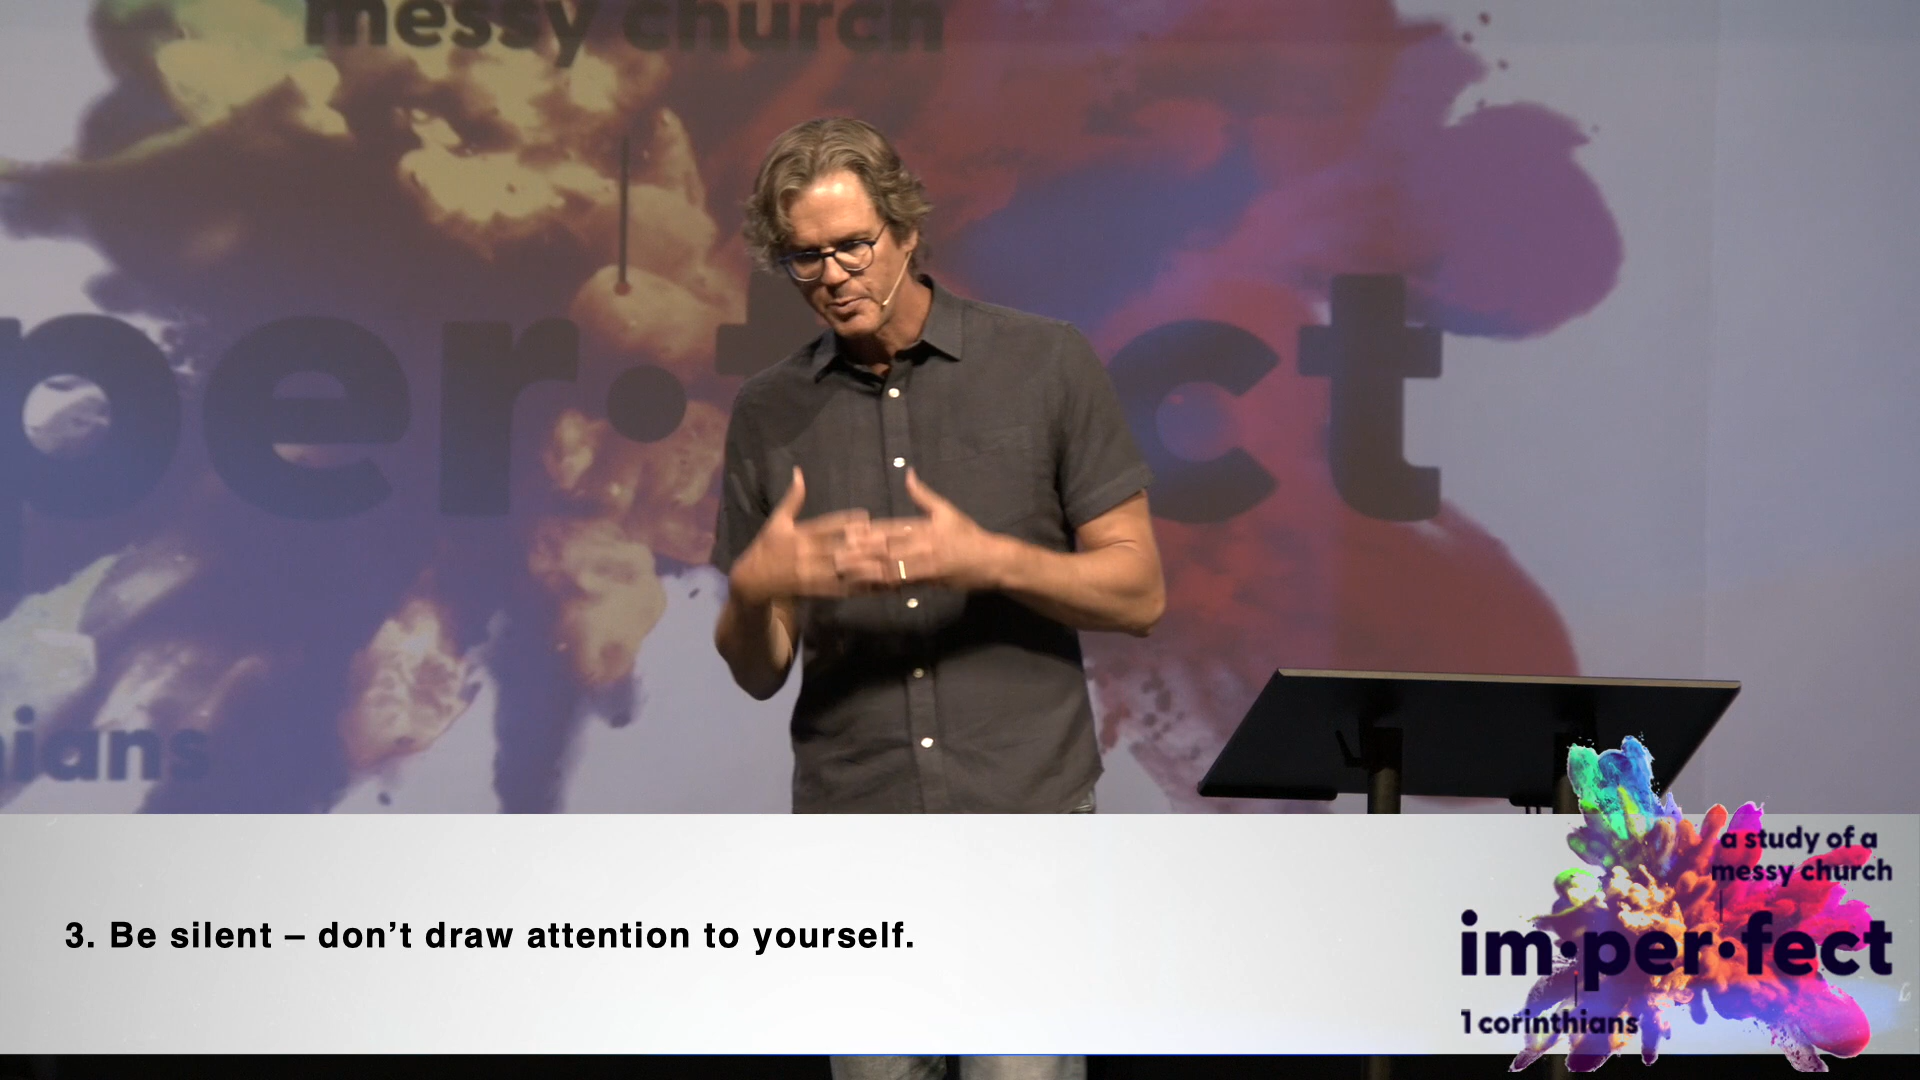 messy church
per·fect
nians
3. Be silent – don’t draw attention to yourself.
a study of a
messy church
im·per·fect
1 corinthians